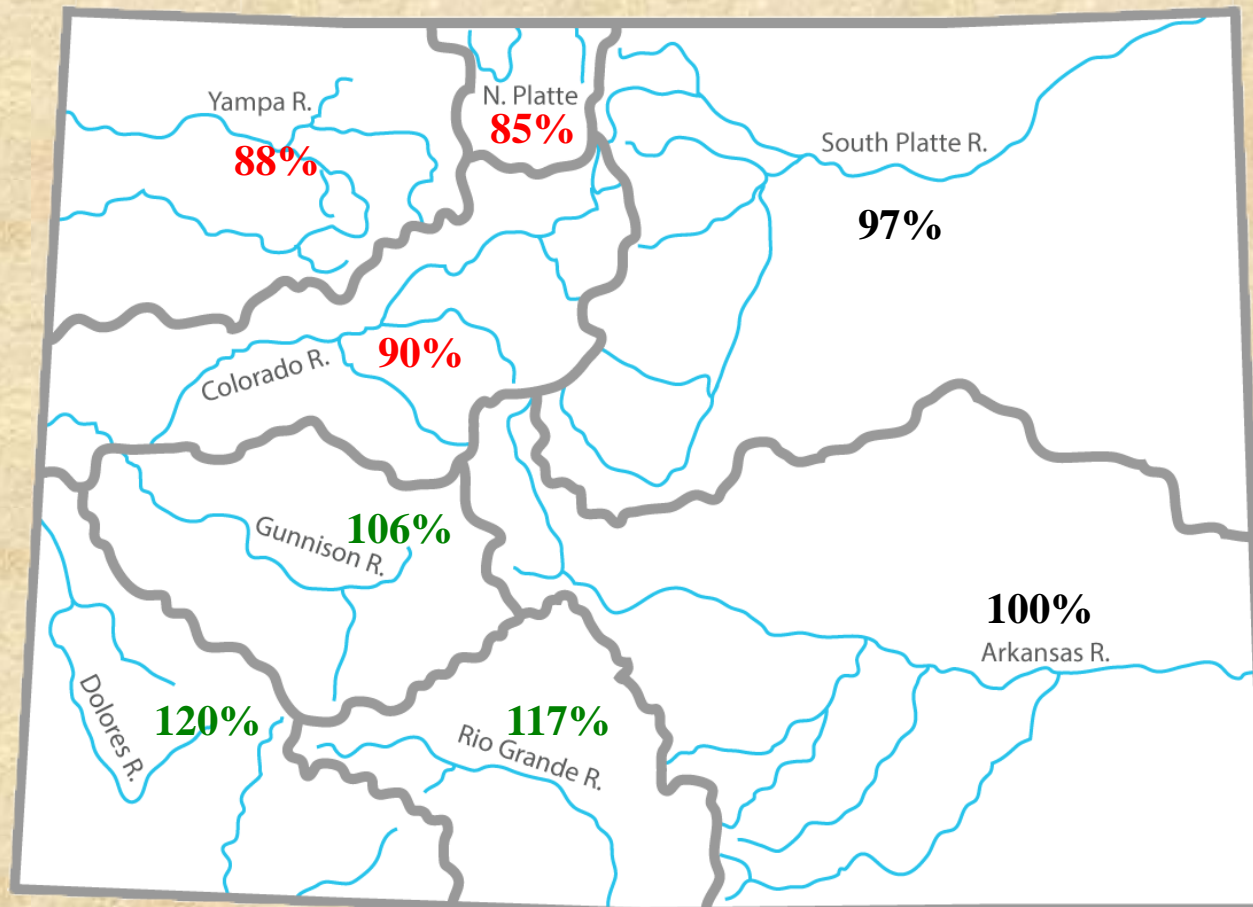 Yampa R.
88%
N. Platte
85%
South Platte R.
97%
Colorado R.
90%
Gunnison R.
106%
100%
Arkansas R.
Dolores R.
120%
117%
Rio Grande R.